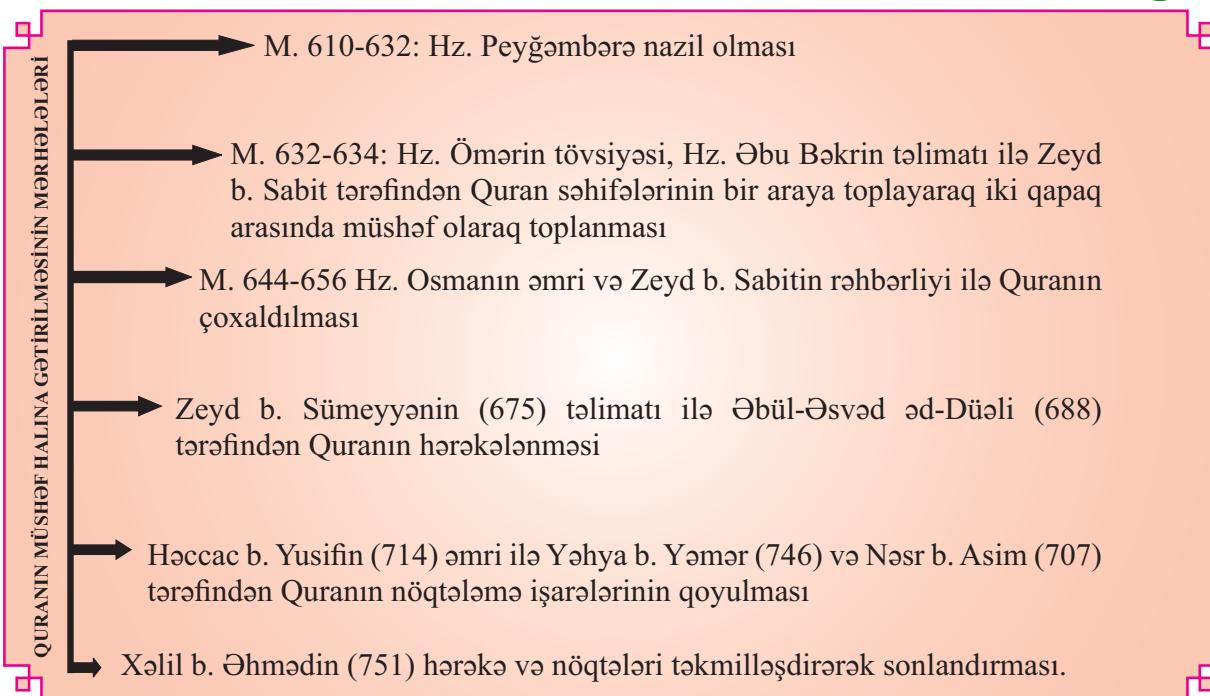 QURANIN MÜSHƏF HALINA GƏTİRİLMƏSİNİN MƏRHƏLƏLƏRİ
M. 610-632: Hz. Peyğəmbərə nazil olması
M. 632-634: Hz. Ömərin tövsiyəsi, Hz. Əbu Bəkrin təlimatı ilə Zeyd
b. Sabit tərəfindən Quran səhifələrinin bir araya toplayaraq iki qapaq
arasında müshəf olaraq toplanması
M. 644-656 Hz. Osmanın əmri və Zeyd b. Sabitin rəhbərliyi ilə Quranın
çoxaldılması
Zeyd b. Sümeyyənin (675) təlimatı ilə Əbül-Əsvəd əd-Düəli (688)
tərəfindən Quranın hərəkələnməsi
Həccac b. Yusifin (714) əmri ilə Yəhya b. Yəmər (746) və Nəsr b. Asim (707)
tərəfindən Quranın nöqtələmə işarələrinin qoyulması
Xəlil b. Əhmədin (751) hərəkə və nöqtələri təkmilləşdirərək sonlandırması.